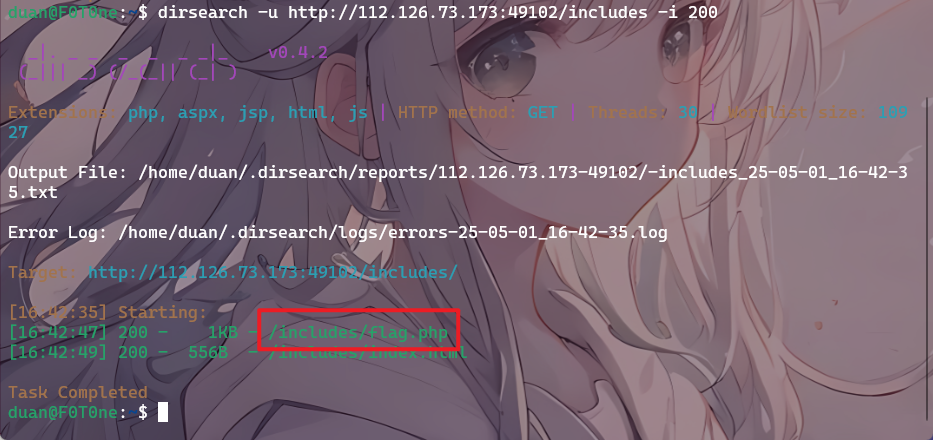 duan@F0T0ne:~$ dirsearch -u http://112.126.73.173:49102/includes -i 200
v0.4.2
Extensions: php, aspx, jsp, html, js | HTTP method: GET | Threads: 30 | Wordlist size: 109
27
Output File: /home/duan/.dirsearch/reports/112.126.73.173-49102/-includes_25-05-01_16-42-3
5.txt
Error Log: /home/duan/.dirsearch/logs/errors-25-05-01_16-42-35.log
Target: http://112.126.73.173:49102/includes/
[16:42:35] Starting:
[16:42:47] 200 - 1KB - /includes/flag.php
[16:42:49] 200 - 556B - /includes/index.html
Task Completed
duan@F0T0ne:~$